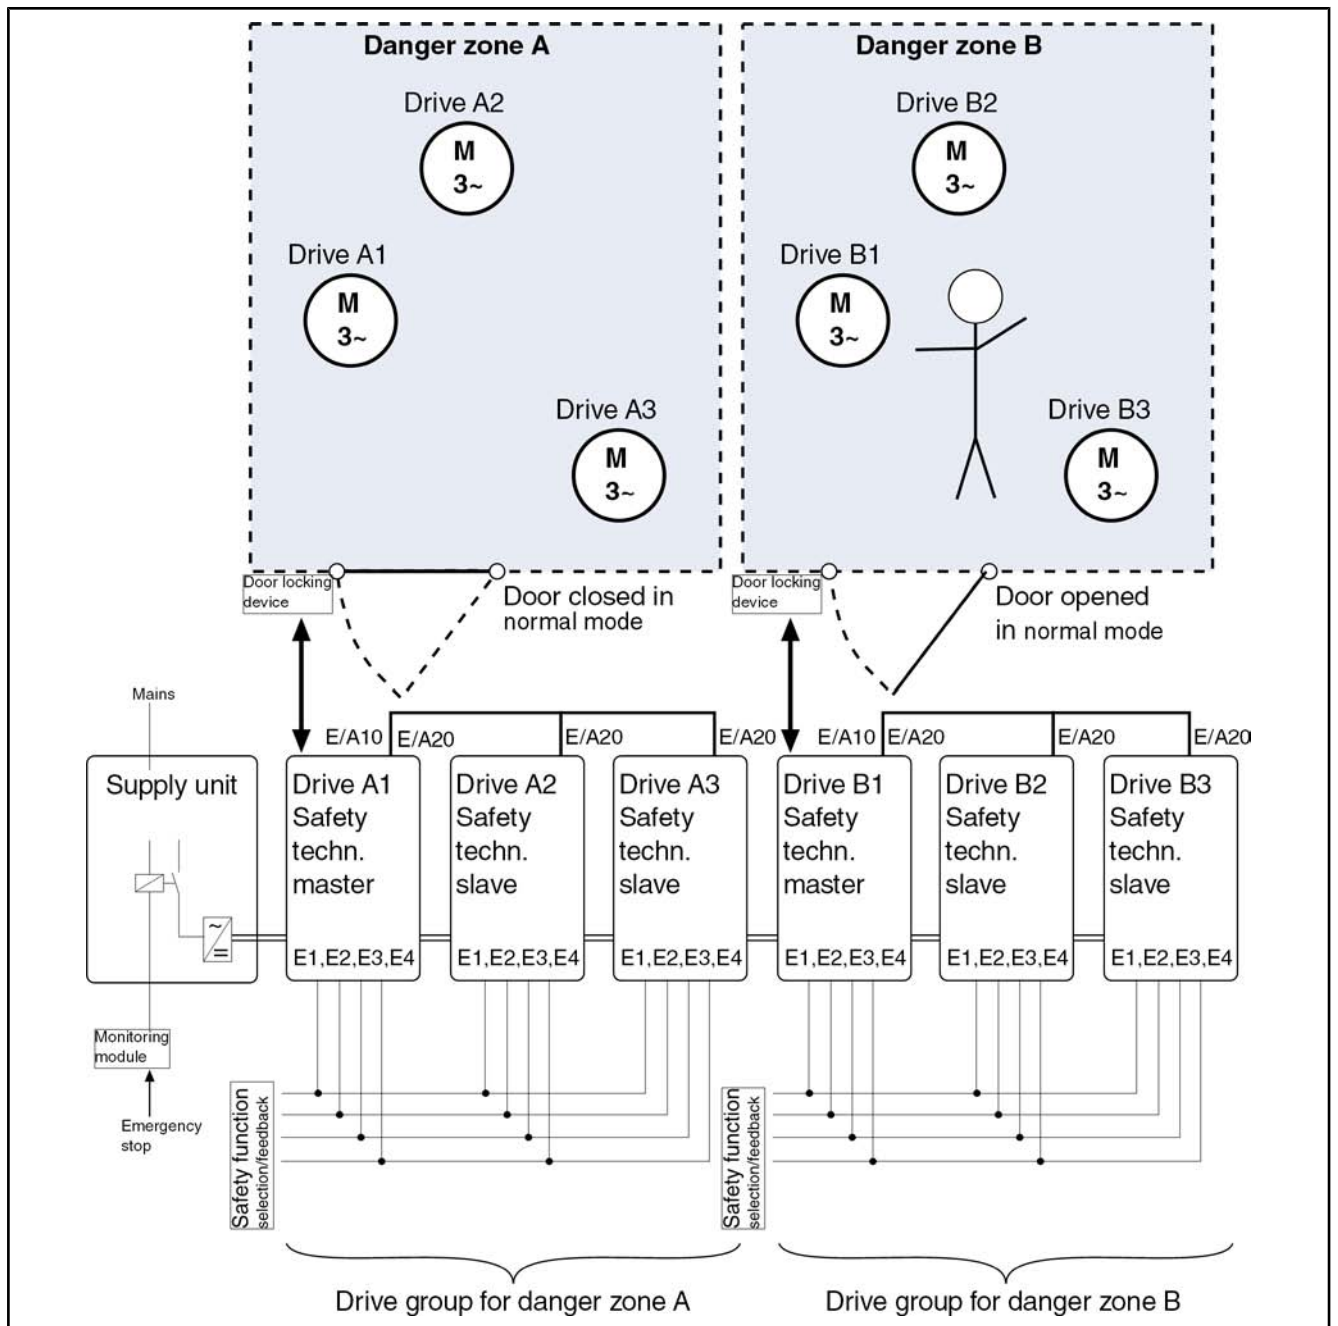 Danger zone A
Danger zone B
Drive A2
M
3~
Drive B2
M
3~
Drive A1
M
3~
Drive B1
M
3~
Drive A3
M
3~
Drive B3
M
3~
Door locking
device
Door closed in
normal mode
Door locking
device
Door opened
in normal mode
Mains
E/A10
E/A20
E/A20
E/A20
E/A10
E/A20
E/A20
E/A20
Supply unit
~
=
Drive A1
Safety
techn.
master
E1,E2,E3,E4
Drive A2
Safety
techn.
slave
E1,E2,E3,E4
Drive A3
Safety
techn.
slave
E1,E2,E3,E4
Drive B1
Safety
techn.
master
E1,E2,E3,E4
Drive B2
Safety
techn.
slave
E1,E2,E3,E4
Drive B3
Safety
techn.
slave
E1,E2,E3,E4
Monitoring
module
Emergency
stop
Safety function
selection/feedback
Safety function
selection/feedback
Drive group for danger zone A
Drive group for danger zone B